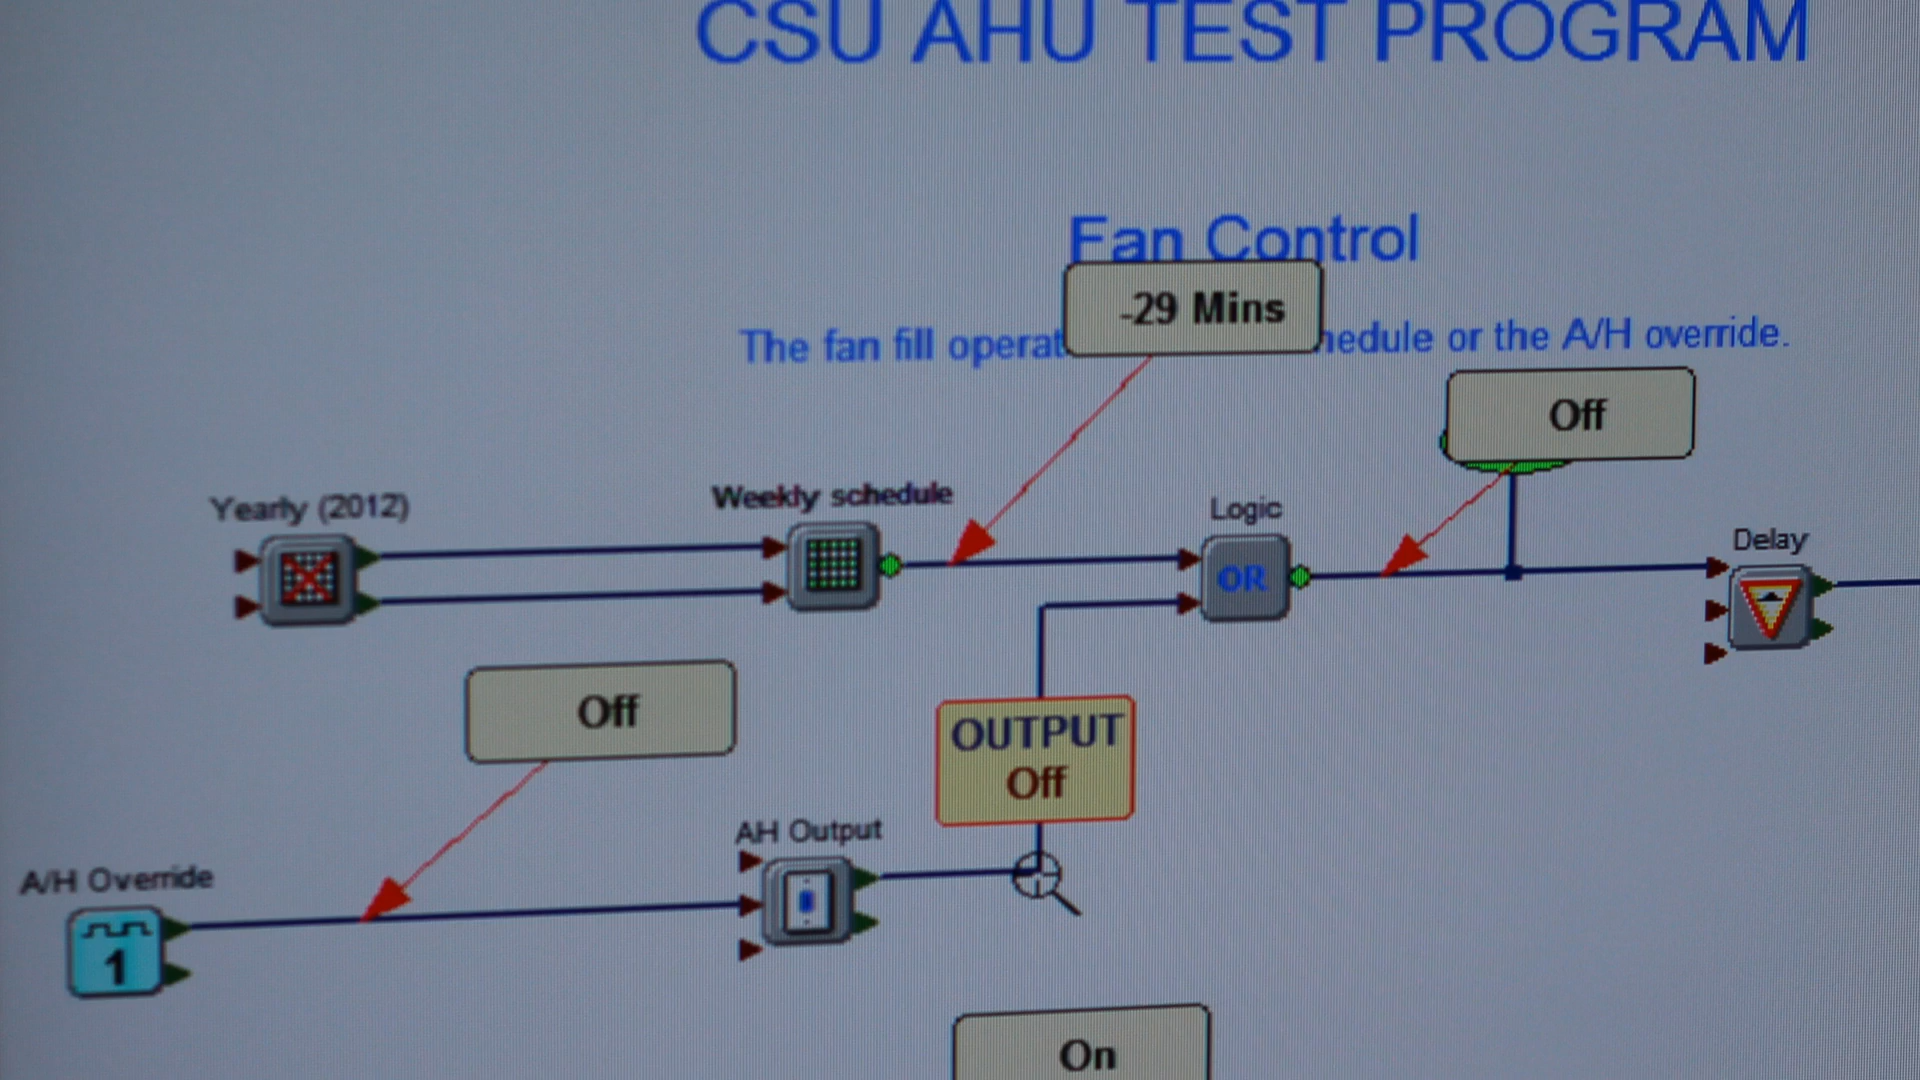 CSU AHU TEST PROGRAM
Fan Control
-29 Mins
The fan fill operat hedule or the A/H override.
Off
Yearly (2012)
Weekly schedule
Logic
OR
Delay
Off
OUTPUT
Off
AH Output
A/H Override
1
On